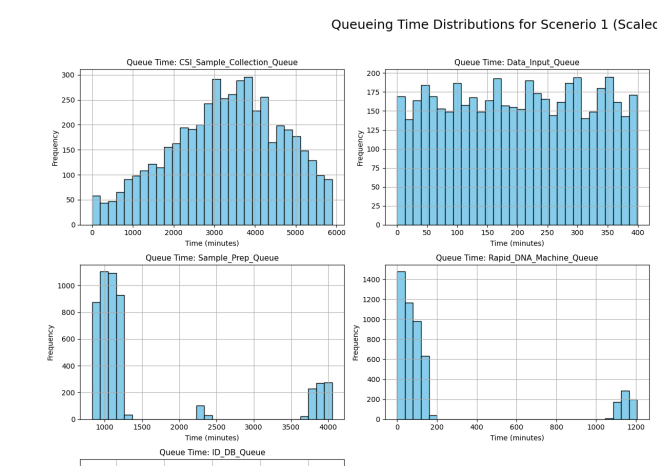 Queueing Time Distributions for Scenerio 1 (Scaled
Queue Time: CSI_Sample_Collection_Queue
Queue Time: Data_Input_Queue
300
250
200
150
100
50
0
Frequency
0 1000 2000 3000 4000 5000 6000
Time (minutes)
200
175
150
125
100
75
50
25
0
Frequency
0 50 100 150 200 250 300 350 400
Time (minutes)
Queue Time: Sample_Prep_Queue
Queue Time: Rapid_DNA_Machine_Queue
1000
800
600
400
200
0
Frequency
1000 1500 2000 2500 3000 3500 4000
Time (minutes)
1400
1200
1000
800
600
400
200
0
Frequency
0 200 400 600 800 1000 1200
Time (minutes)
Queue Time: ID_DB_Queue